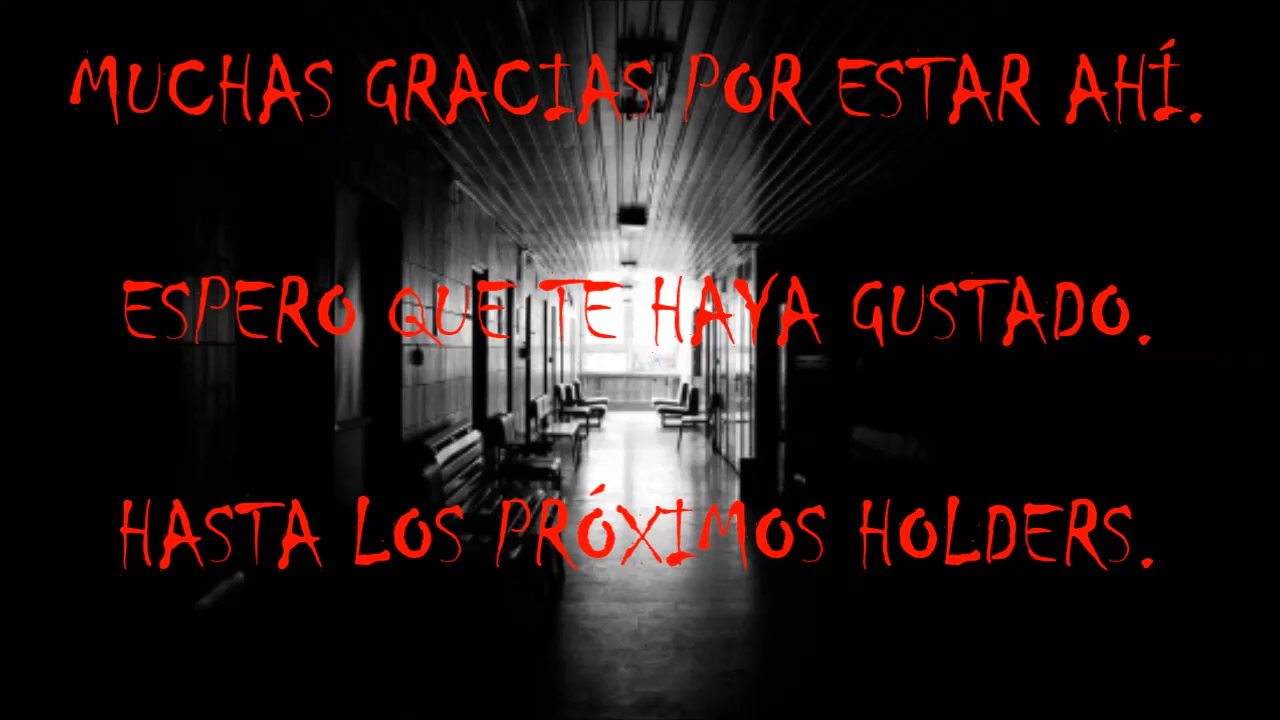 MUCHAS GRACIAS POR ESTAR AHÍ.
ESPERO QUE TE HAYA GUSTADO.
HASTA LOS PRÓXIMOS HOLDERS.